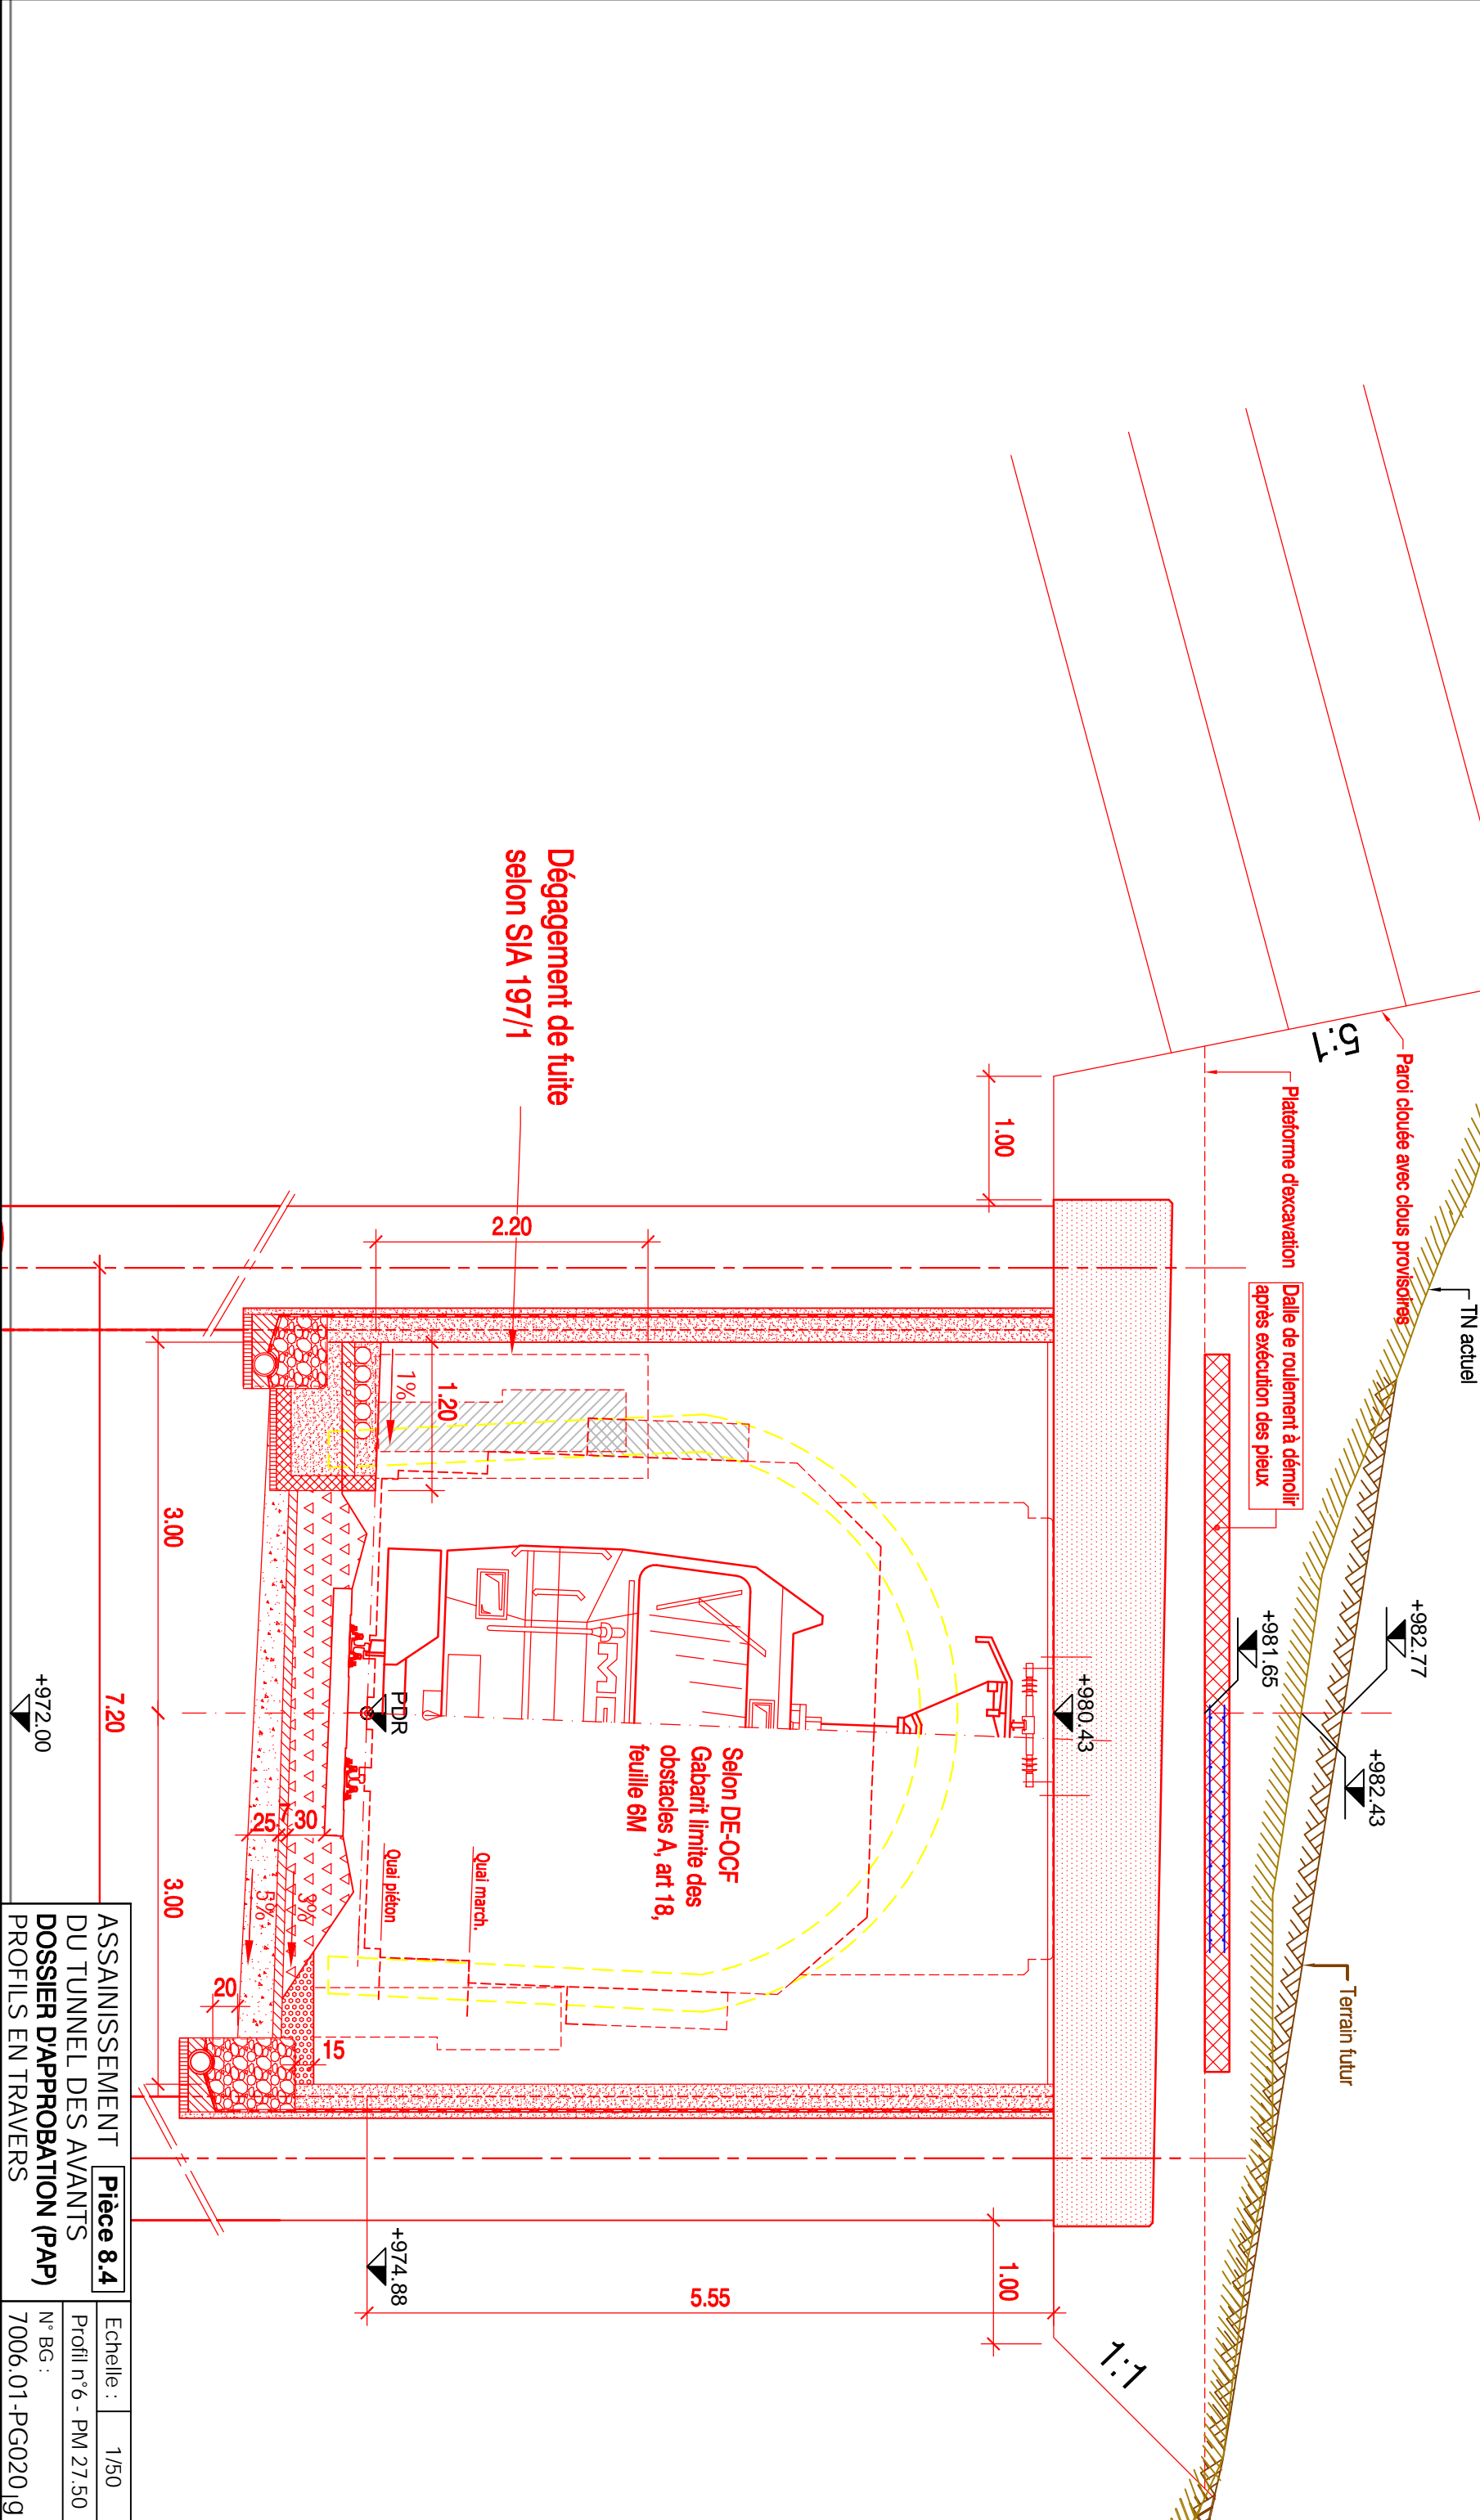 TN actuel
Paroi clouée avec clous provisoires
5:1
Plateforme d'excavation
Dalle de roulement à démolir
après exécution des pieux
+982.77
+982.43
+981.65
Terrain futur
+980.43
1.00
1.00
1:1
Dégagement de fuite
selon SIA 197/1
2.20
1.20
1%
Selon DE-OCF
Gabarit limite des
obstacles A, art 18,
feuille 6M
Quai march.
Quai piéton
PDR
5.55
+974.88
30
7
25
3%
5%
15
20
3.00
3.00
7.20
+972.00
ASSAINISSEMENT
DU TUNNEL DES AVANTS
DOSSIER D'APPROBATION (PAP)
PROFILS EN TRAVERS
Pièce 8.4
Echelle :
1/50
Profil n°6 - PM 27.50
N° BG :
7006.01-PG020